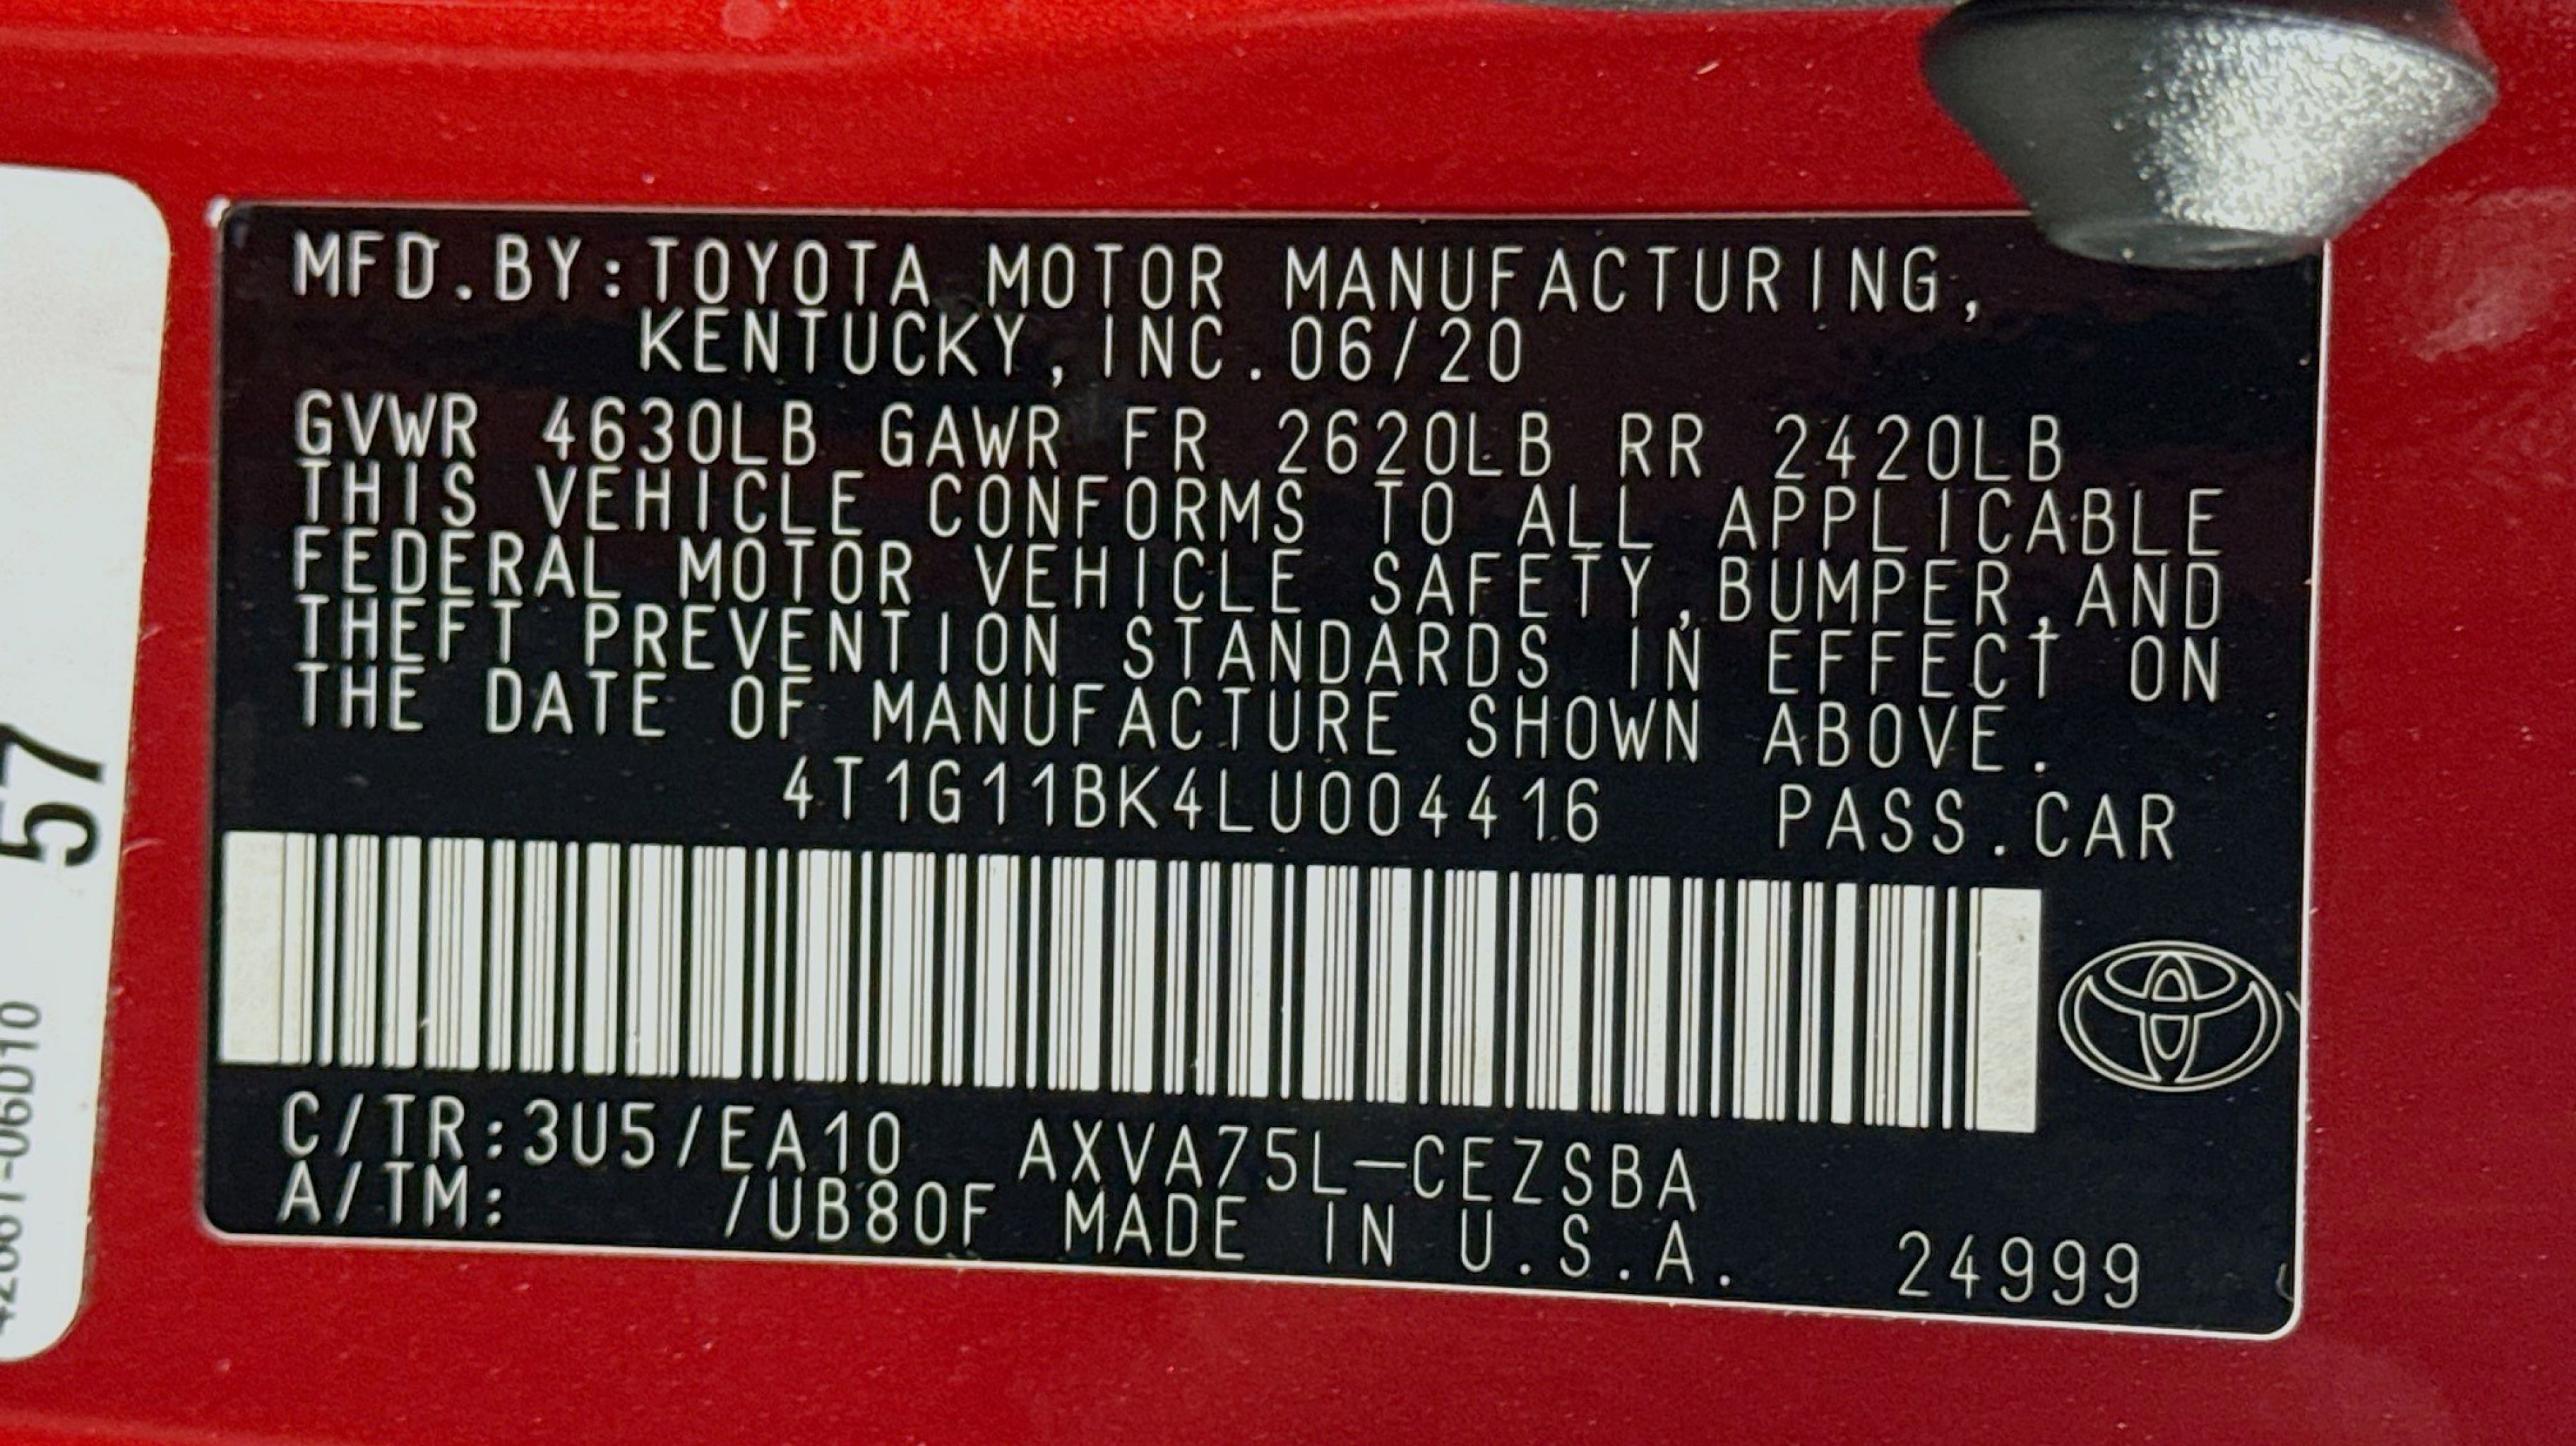 MFD.BY:TOYOTA MOTOR MANUFACTURING,
KENTUCKY, INC.06/20
GVWR 4630LB GAWR FR 2620LB RR 2420LB
THIS VEHICLE CONFORMS TO ALL APPLICABLE
FEDERAL MOTOR VEHICLE SAFETY,BUMPER,AND
THEFT PREVENTION STANDARDS IN EFFECT ON
THE DATE OF MANUFACTURE SHOWN ABOVE.
4T1G11BK4LU004416 PASS.CAR
C/TR:3U5/EA10 AXVA75L-CEZSBA
A/TM: /UB80F MADE IN U.S.A. 24999
57
42661-06D10